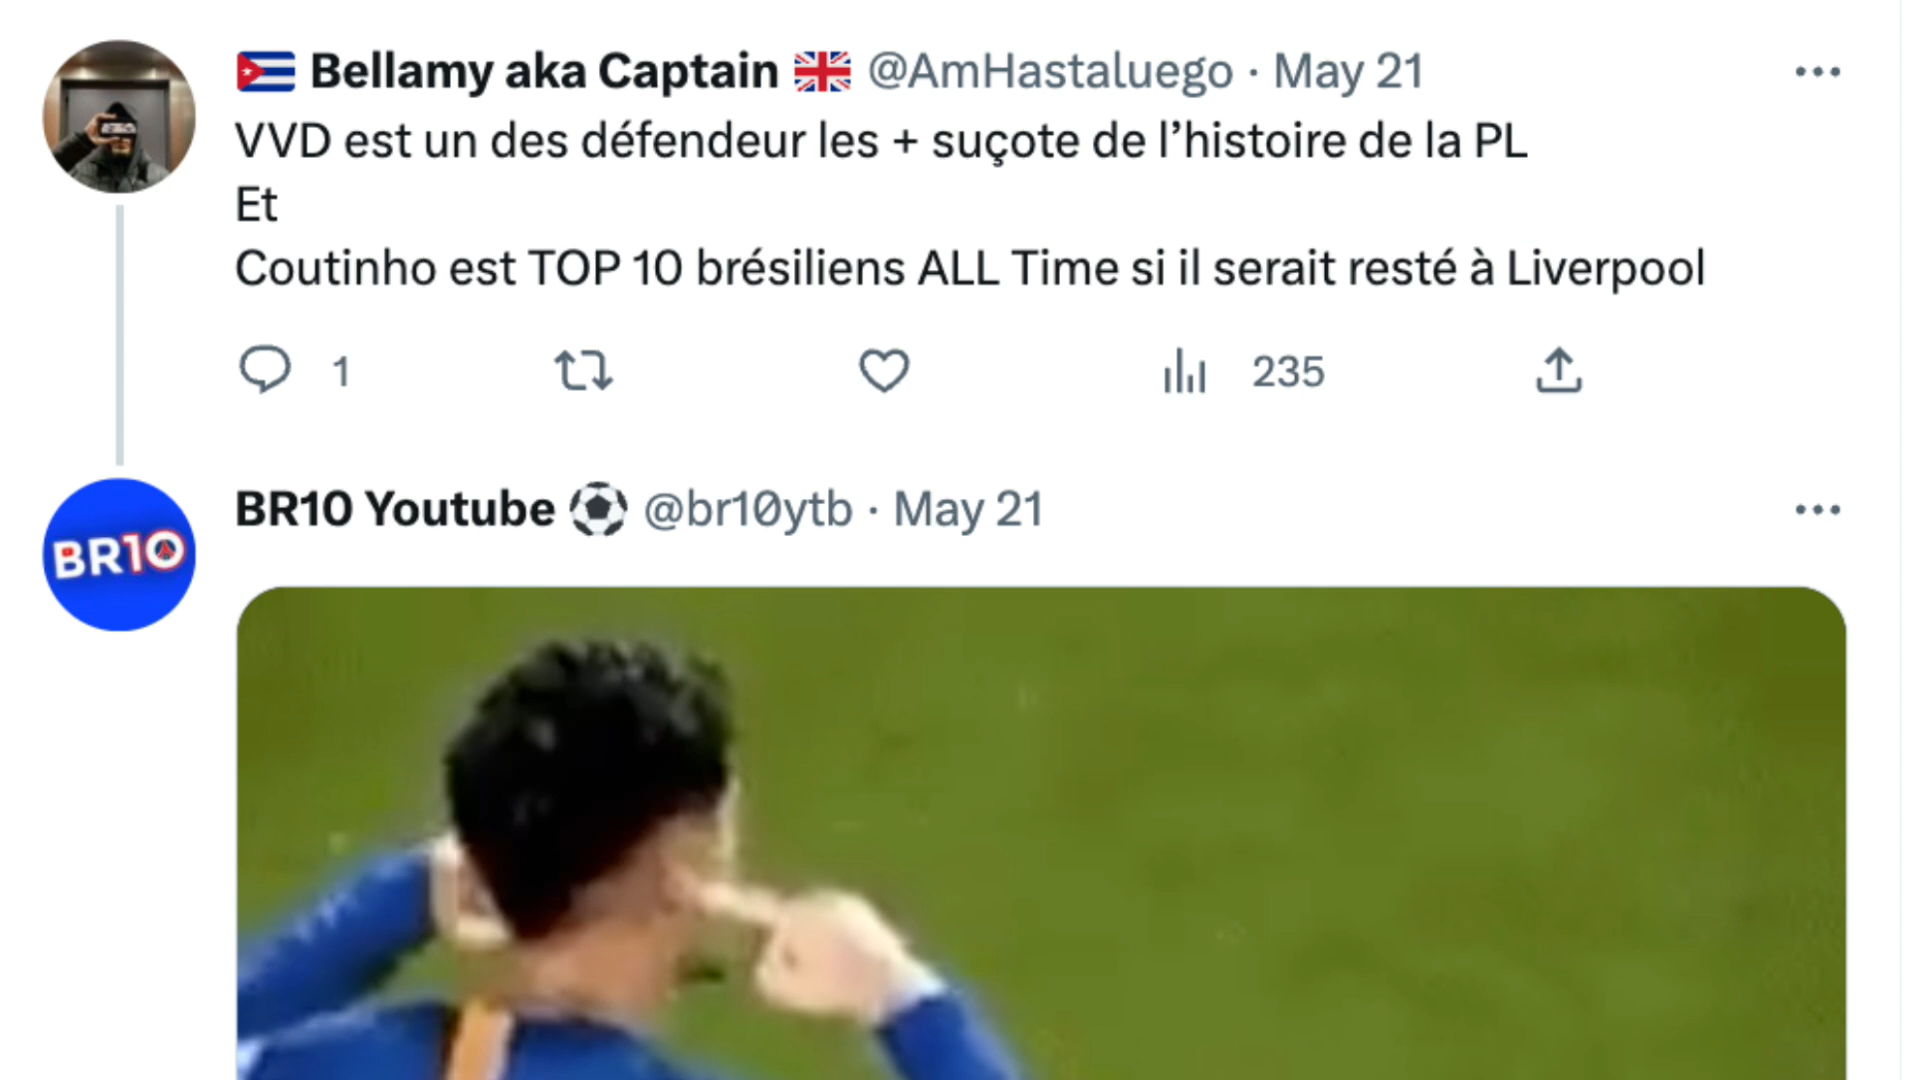 Bellamy aka Captain @AmHastaluego · May 21
VVD est un des défendeur les + suçote de l’histoire de la PL
Et
Coutinho est TOP 10 brésiliens ALL Time si il serait resté à Liverpool
1 235
BR10 Youtube @br10ytb · May 21
BR10